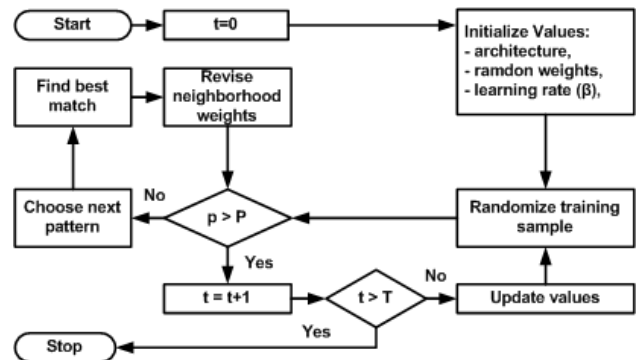 Start
t=0
Initialize Values:
- architecture,
- ramdon weights,
- learning rate (β),
Find best
match
Revise
neighborhood
weights
No
Choose next
pattern
p > P
Randomize training
sample
Yes
t = t+1
t > T
No
Update values
Yes
Stop